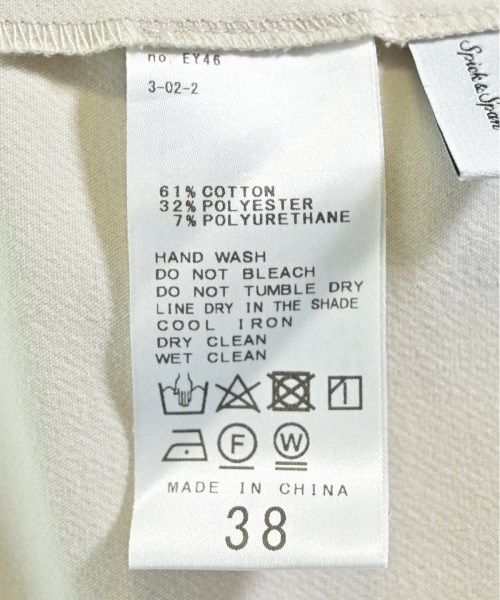 no. EY46
3-02-2
Spick & Span
61% COTTON
32% POLYESTER
7% POLYURETHANE
HAND WASH
DO NOT BLEACH
DO NOT TUMBLE DRY
LINE DRY IN THE SHADE
COOL IRON
DRY CLEAN
WET CLEAN
F W
MADE IN CHINA
38